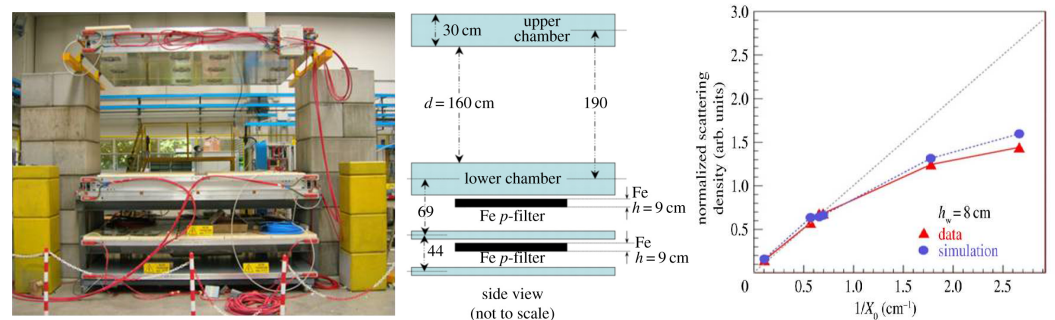 30 cm
upper
chamber
d = 160 cm
190
lower chamber
Fe
h = 9 cm
Fe p-filter
69
44
Fe
h = 9 cm
Fe p-filter
side view
(not to scale)
normalized scattering
density (arb. units)
3.0
2.5
2.0
1.5
1.0
0.5
0
0.5
1.0
1.5
2.0
2.5
hw = 8 cm
data
simulation
1/X0 (cm−1)